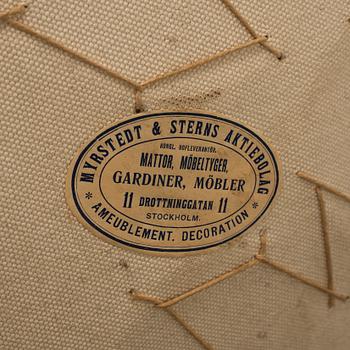 MYRSTEDT & STERNS AKTIEBOLAG
KONGL. HOFLEVERANTÖR.
MATTOR, MÖBELTYGER,
GARDINER, MÖBLER
11 DROTTNINGGATAN 11
STOCKHOLM.
* AMEUBLEMENT. DECORATION *